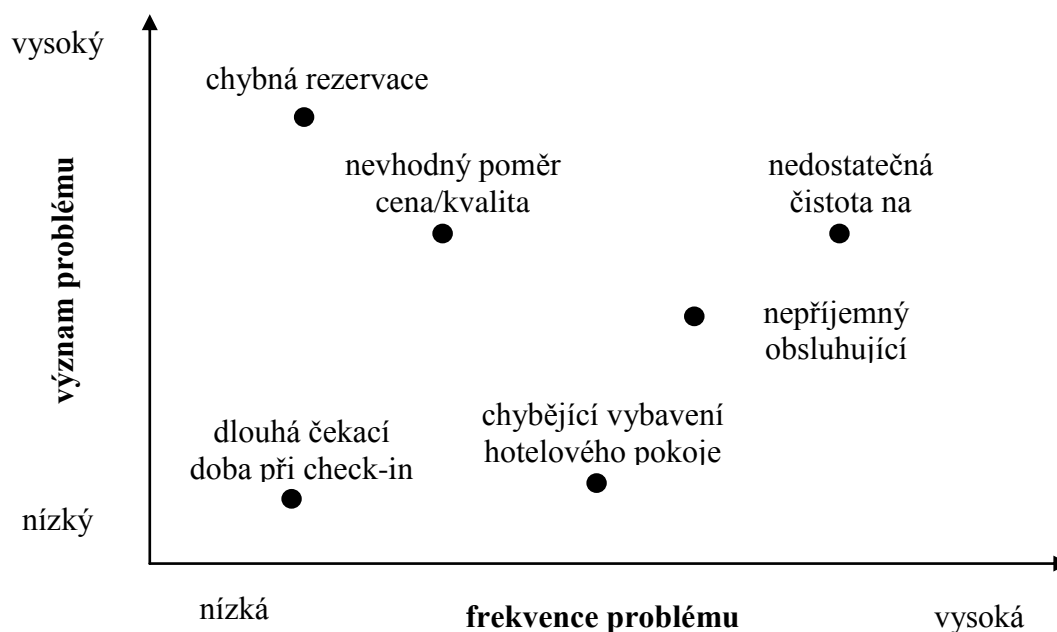 vysoký
chybná rezervace
nevhodný poměr
cena/kvalita
nedostatečná
čistota na
význam problému
nepříjemný
obsluhující
chybějící vybavení
hotelového pokoje
dlouhá čekací
doba při check-in
nízký
nízká
frekvence problému
vysoká